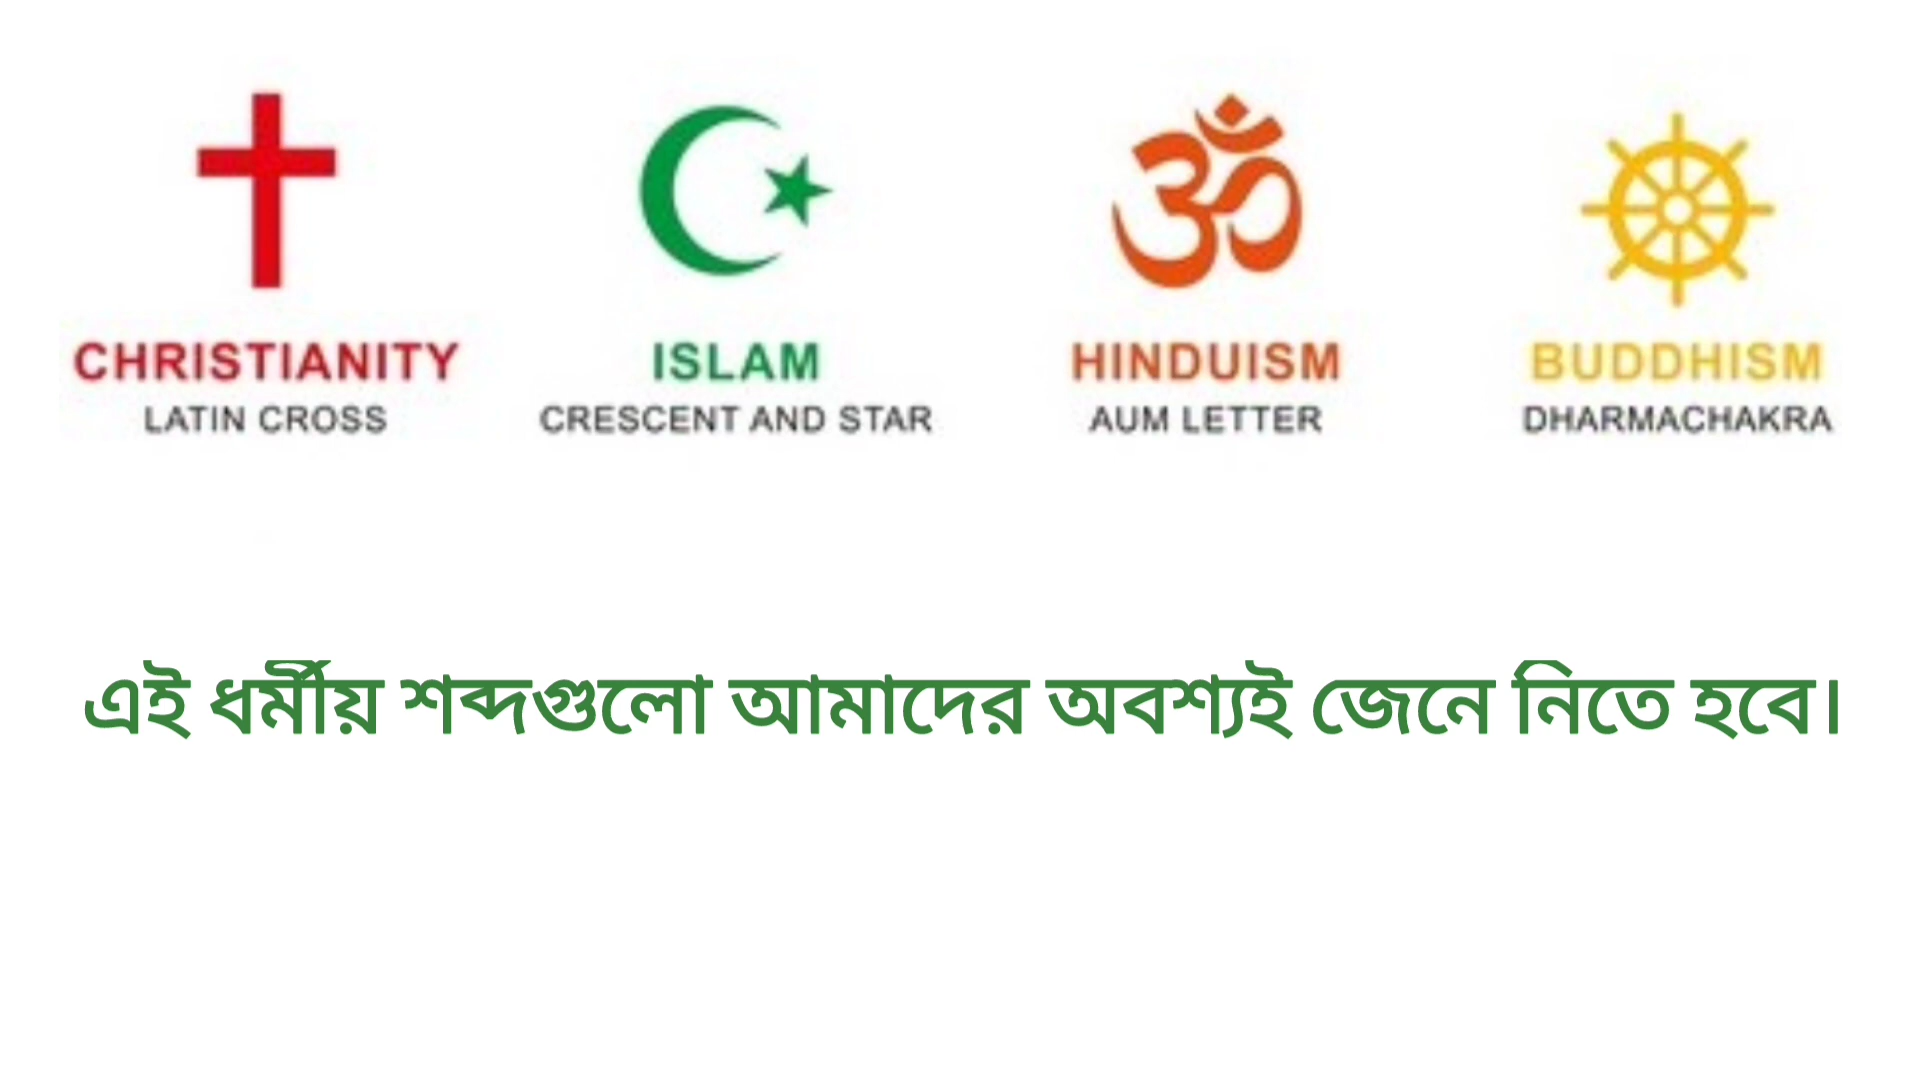 CHRISTIANITY ISLAM HINDUISM BUDDHISM
LATIN CROSS CRESCENT AND STAR AUM LETTER DHARMACHAKRA
এই ধর্মীয় শব্দগুলো আমাদের অবশ্যই জেনে নিতে হবে।